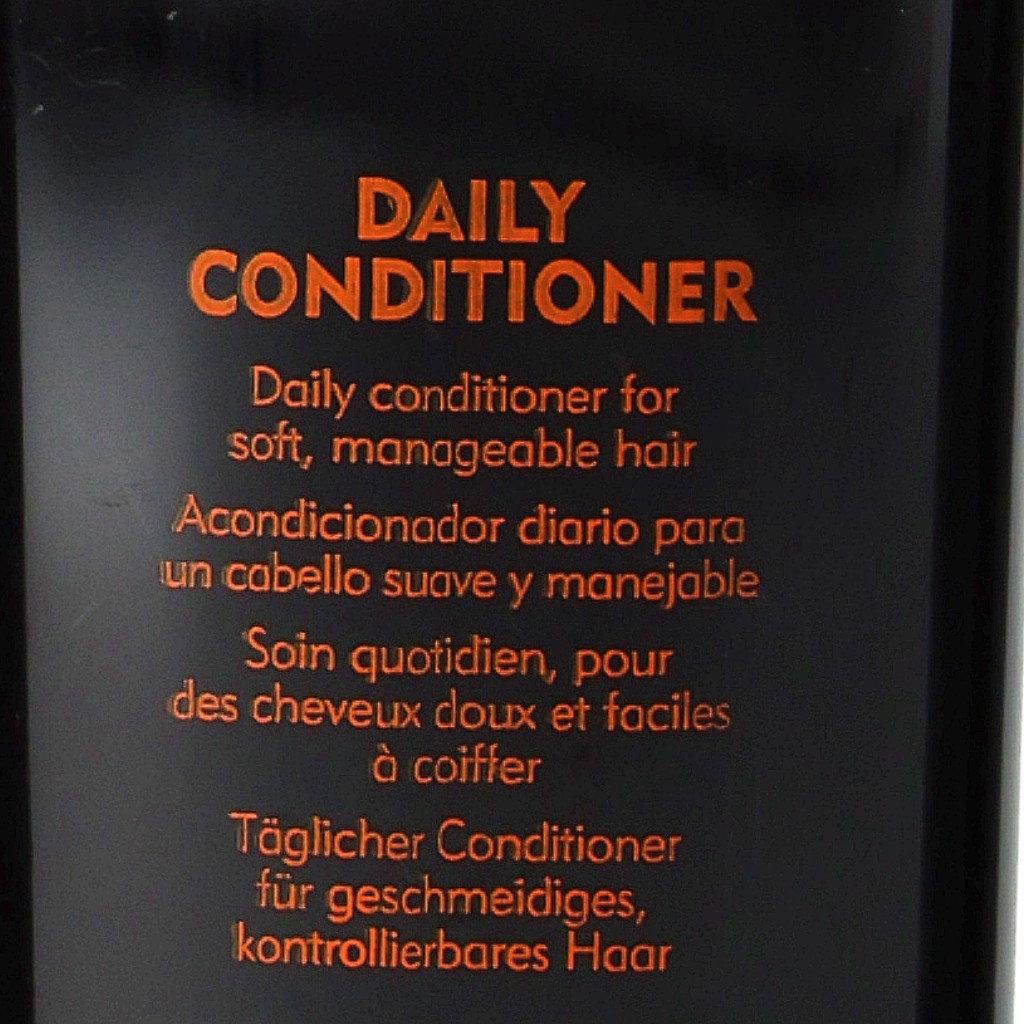 DAILY
CONDITIONER
Daily conditioner for
soft, manageable hair
Acondicionador diario para
un cabello suave y manejable
Soin quotidien, pour
des cheveux doux et faciles
à coiffer
Täglicher Conditioner
für geschmeidiges,
kontrollierbares Haar